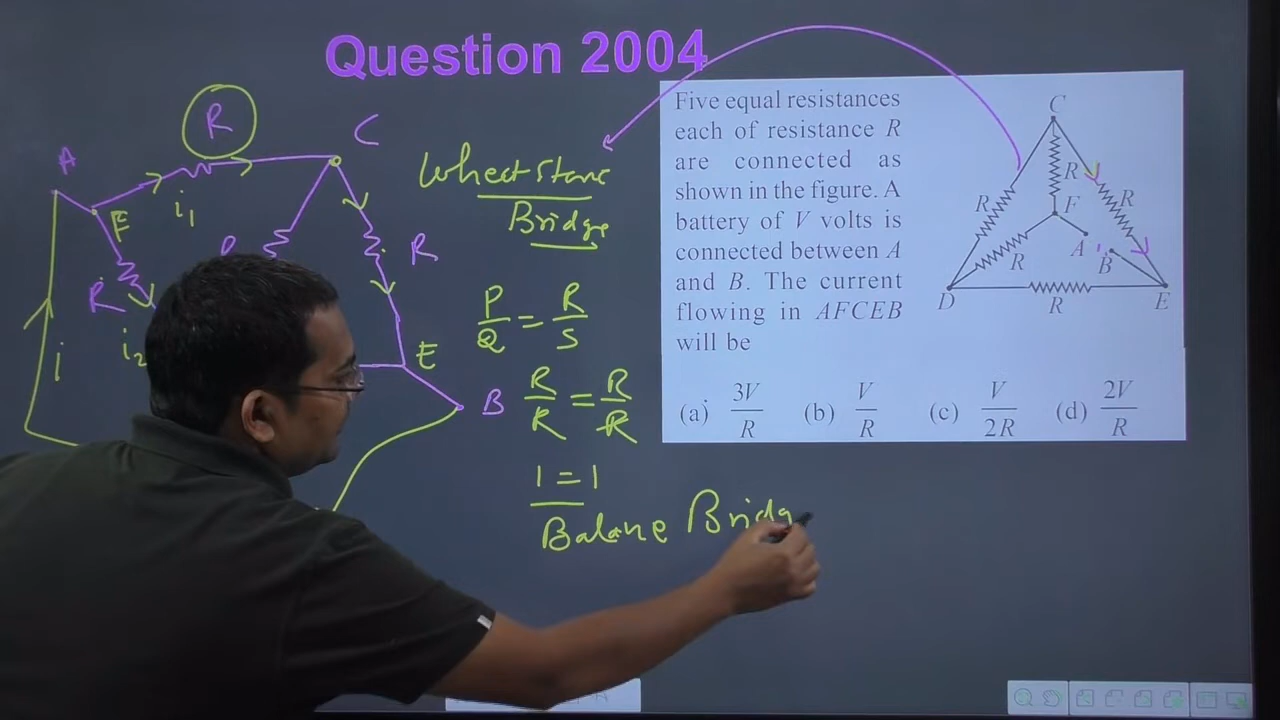 Question 2004
A
R
C
i1
F
R
i2
i
R
E
B
Wheatstone
Bridge
P/Q = R/S
R/R = R/R
1 = 1
Balane Bridg
Five equal resistances
each of resistance R
are connected as
shown in the figure. A
battery of V volts is
connected between A
and B. The current
flowing in AFCEB
will be
C
R
R
R
F
A
B
R
D
R
E
(a) 3V/R (b) V/R (c) V/2R (d) 2V/R